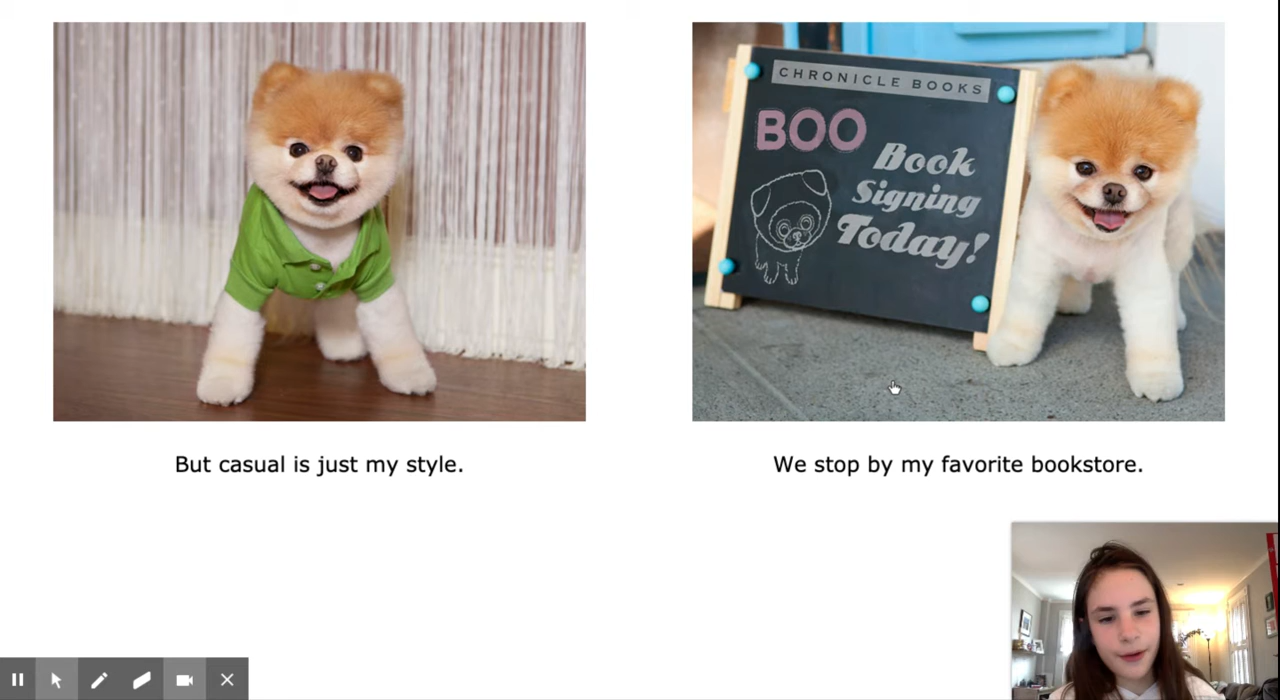 CHRONICLE BOOKS
BOO
Book
Signing
Today!
But casual is just my style.
We stop by my favorite bookstore.